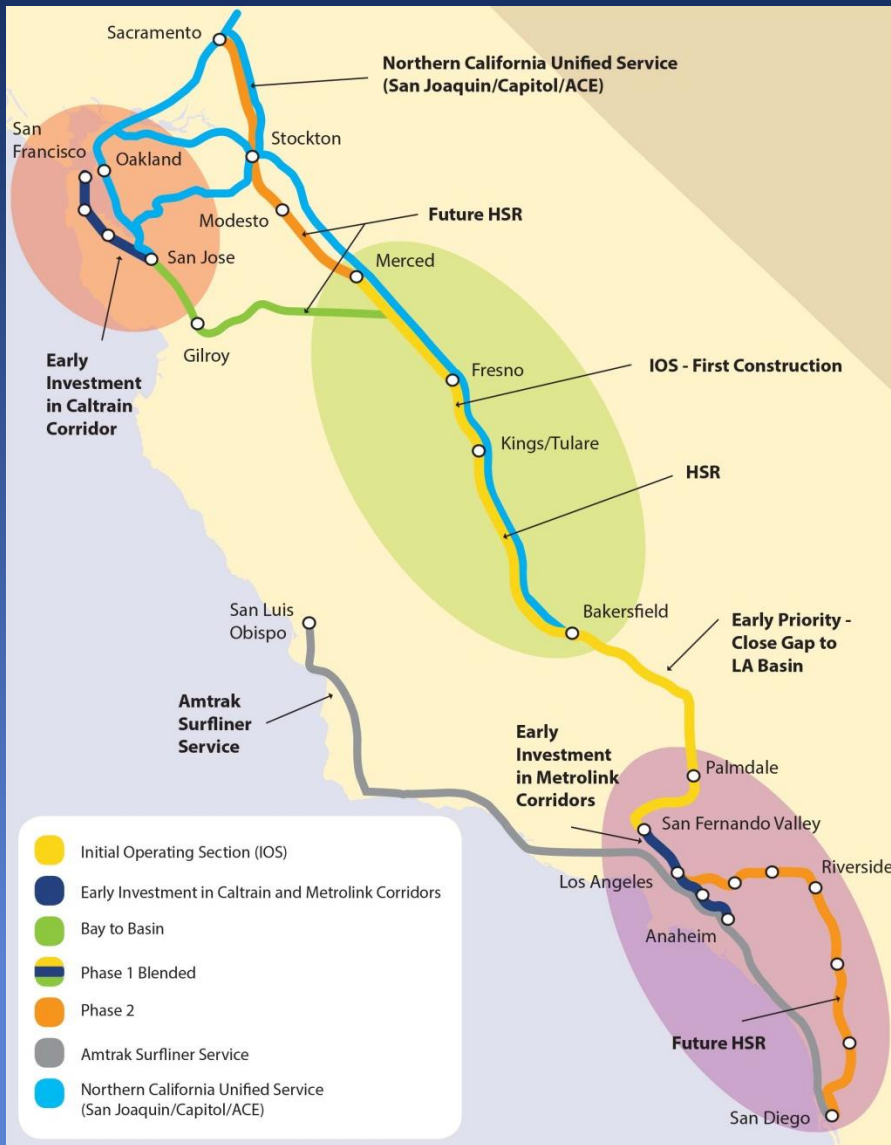 Sacramento
Northern California Unified Service
(San Joaquin/Capitol/ACE)
San
Francisco
Oakland
Stockton
Modesto
Future HSR
San Jose
Merced
Gilroy
Early
Investment
in Caltrain
Corridor
Fresno
IOS - First Construction
Kings/Tulare
HSR
San Luis
Obispo
Bakersfield
Early Priority -
Close Gap to
LA Basin
Amtrak
Surfliner
Service
Early
Investment
in Metrolink
Corridors
Palmdale
San Fernando Valley
Los Angeles
Riverside
Anaheim
Future HSR
San Diego
Initial Operating Section (IOS)
Early Investment in Caltrain and Metrolink Corridors
Bay to Basin
Phase 1 Blended
Phase 2
Amtrak Surfliner Service
Northern California Unified Service
(San Joaquin/Capitol/ACE)